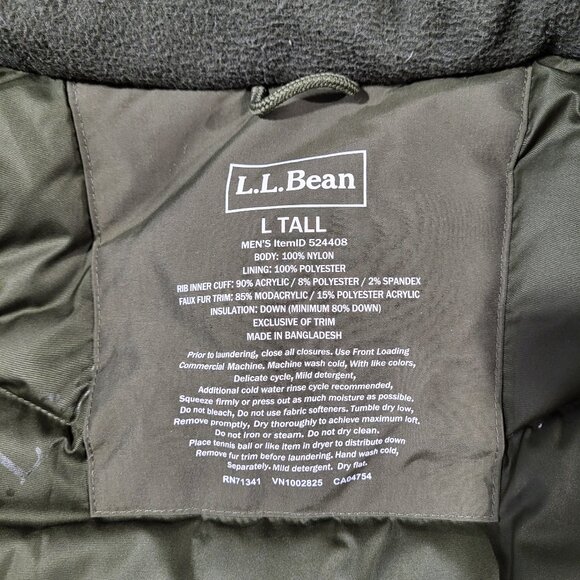 L.L.Bean
L TALL
MEN'S ItemID 524408
BODY: 100% NYLON
LINING: 100% POLYESTER
RIB INNER CUFF: 90% ACRYLIC / 8% POLYESTER / 2% SPANDEX
FAUX FUR TRIM: 85% MODACRYLIC / 15% POLYESTER ACRYLIC
INSULATION: DOWN (MINIMUM 80% DOWN)
EXCLUSIVE OF TRIM
MADE IN BANGLADESH
Prior to laundering, close all closures. Use Front Loading
Commercial Machine. Machine wash cold, With like colors,
Delicate cycle, Mild detergent,
Additional cold water rinse cycle recommended,
Squeeze firmly or press out as much moisture as possible.
Do not bleach, Do not use fabric softeners. Tumble dry low,
Remove promptly, Dry thoroughly to achieve maximum loft.
Do not iron or steam. Do not dry clean.
Place tennis ball or like item in dryer to distribute down
Remove fur trim before laundering. Hand wash cold,
Separately. Mild detergent. Dry flat.
RN71341 VN1002825 CA04754